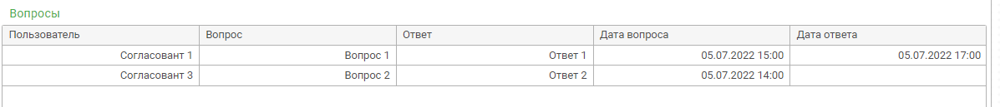 Вопросы
Пользователь Вопрос Ответ Дата вопроса Дата ответа
Согласовант 1 Вопрос 1 Ответ 1 05.07.2022 15:00 05.07.2022 17:00
Согласовант 3 Вопрос 2 Ответ 2 05.07.2022 14:00